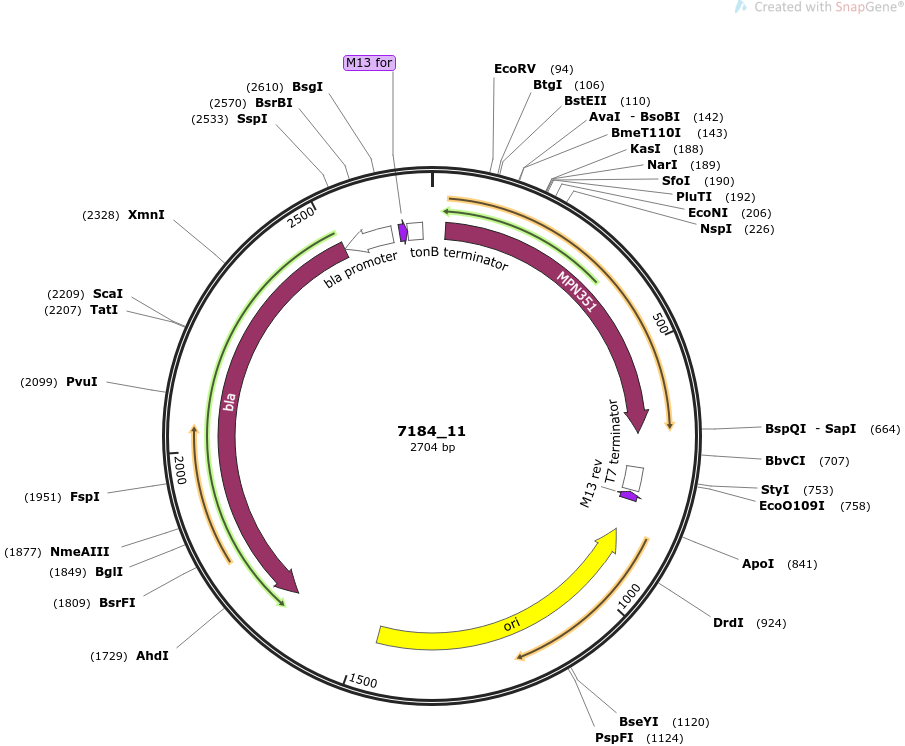 Created with SnapGene®
M13 for
EcoRV (94)
BtgI (106)
BstEII (110)
AvaI - BsoBI (142)
BmeT110I (143)
KasI (188)
NarI (189)
SfoI (190)
PluTI (192)
EcoNI (206)
NspI (226)
(2610) BsgI
(2570) BsrBI
(2533) SspI
(2328) XmnI
(2209) ScaI
(2207) TatI
(2099) PvuI
(1951) FspI
(1877) NmeAIII
(1849) BglI
(1809) BsrFI
(1729) AhdI
BspQI - SapI (664)
BbvCI (707)
StyI (753)
EcoO109I (758)
ApoI (841)
DrdI (924)
BseYI (1120)
PspFI (1124)
2500
500
2000
1000
1500
bla promoter
tonB terminator
MPN351
bla
T7 terminator
M13 rev
ori
7184_11
2704 bp